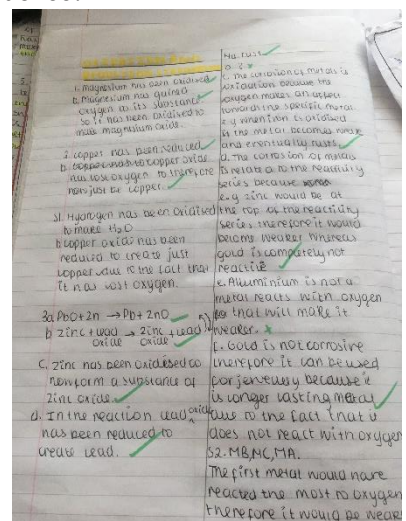 1. magnesium has been oxidised
b. magnesium has gained
oxygen to its substance
so it has been oxidised to
make magnesium oxide.
2. copper has been reduced
b. copper oxide
has lost oxygen to therefore
now just be copper.
S1. Hydrogen has been oxidised
to make H2O
b copper oxide has been
reduced to create just
copper due to the fact that
it has lost oxygen.
3a PbO+Zn → Pb+ZnO
b zinc + lead oxide → zinc oxide + lead
C. Zinc has been oxidised to
now form a substance of
zinc oxide.
d. In the reaction lead oxide
has been reduced to
create lead.
4a. rust
c. The corrosion of metals is
oxidation because the
oxygen makes an affect
towards the specific metal
e.g when iron is oxidised
the metal becomes weak
and eventually rusts
d. The corrosion of metals
is related to the reactivity
series because
e.g zinc would be at
the top of the reactivity
series therefore it would
become weaker whereas
gold is completely not
reactive
e. Alluminium is not a
metal reacts with oxygen
so that will make it
weaker.
f. Gold is not corrosive
therefore it can be used
for jewellery because it
is longer lasting metal
due to the fact that it
does not react with oxygen
S2. MB, MC, MA.
The first metal would have
reacted the most to oxygen
therefore it would be weaker